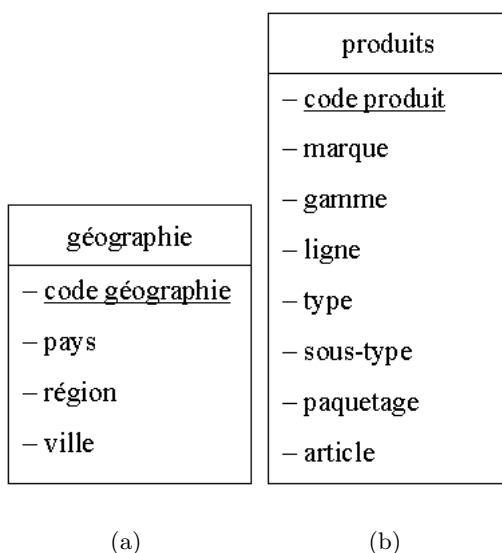 géographie
– code géographie
– pays
– région
– ville
(a)
produits
– code produit
– marque
– gamme
– ligne
– type
– sous-type
– paquetage
– article
(b)